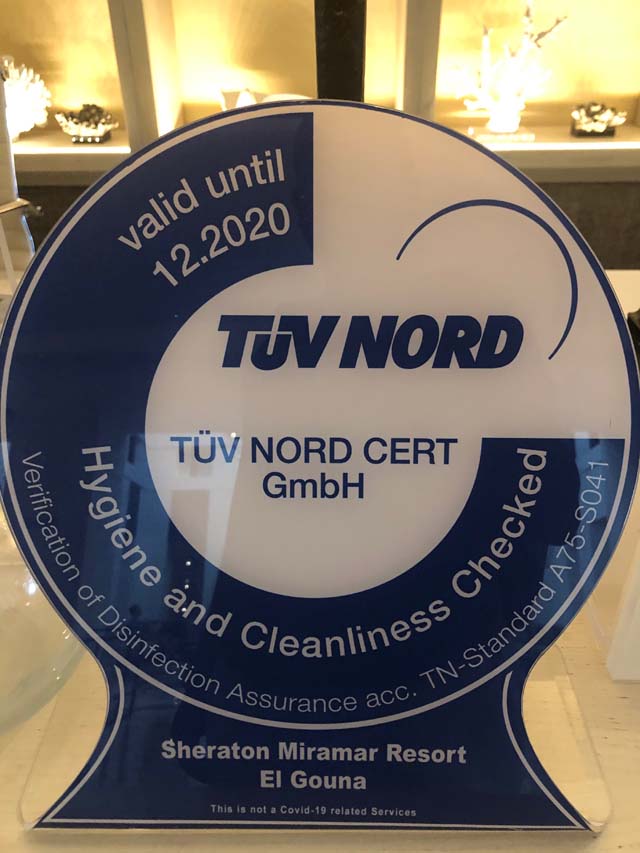 valid until
12.2020
TÜV NORD
TÜV NORD CERT
GmbH
Hygiene and Cleanliness Checked
Verification of Disinfection Assurance acc. TN-Standard A75-S041
Sheraton Miramar Resort
El Gouna
This is not a Covid-19 related Services